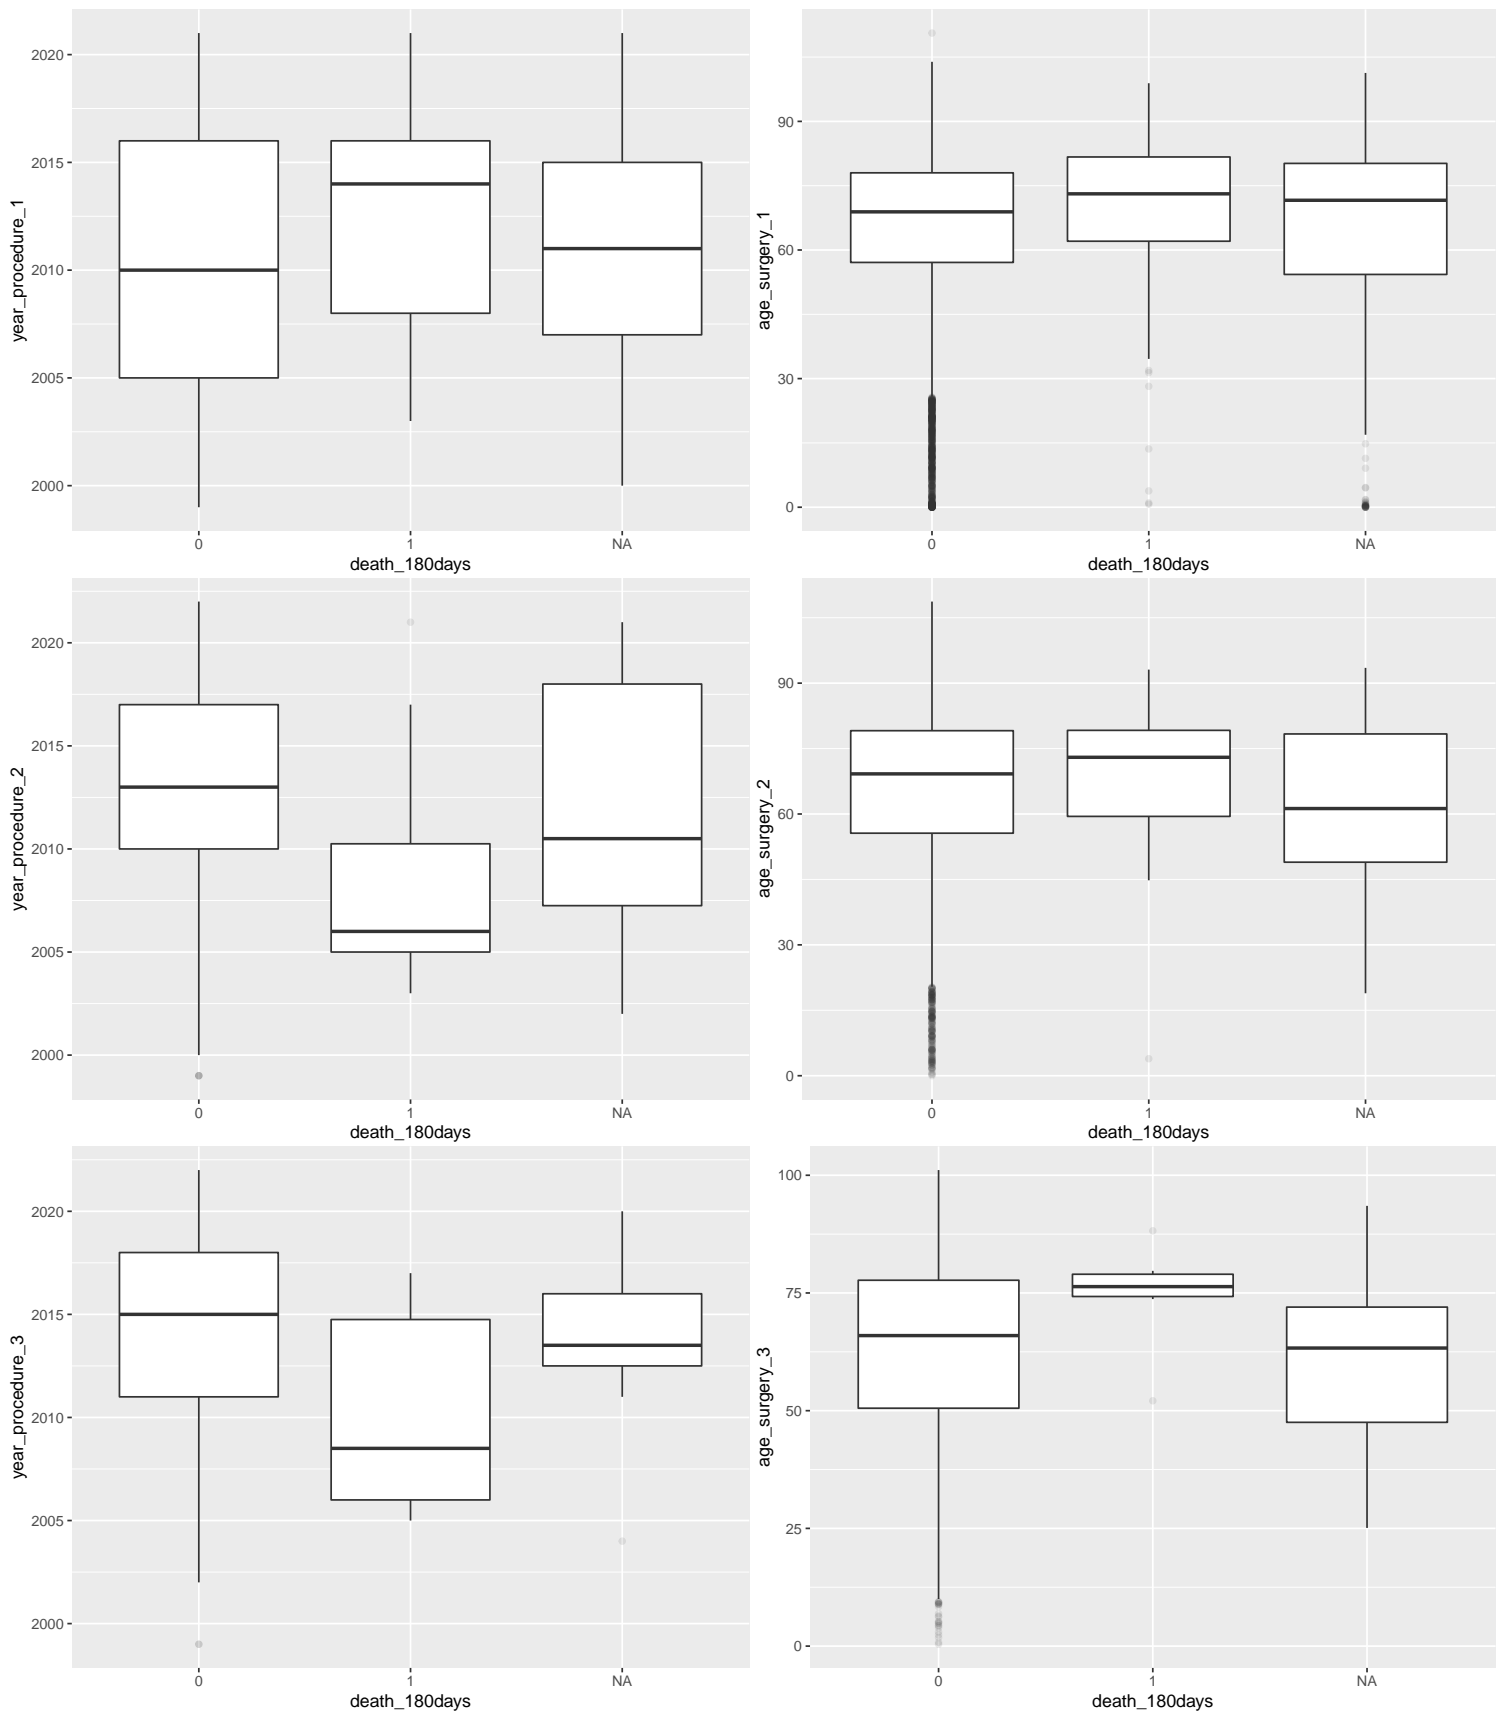 year_procedure_1
2020
2015
2010
2005
2000
0
1
NA
death_180days
age_surgery_1
90
60
30
0
0
1
NA
death_180days
year_procedure_2
2020
2015
2010
2005
2000
0
1
NA
death_180days
age_surgery_2
90
60
30
0
0
1
NA
death_180days
year_procedure_3
2020
2015
2010
2005
2000
0
1
NA
death_180days
age_surgery_3
100
75
50
25
0
0
1
NA
death_180days